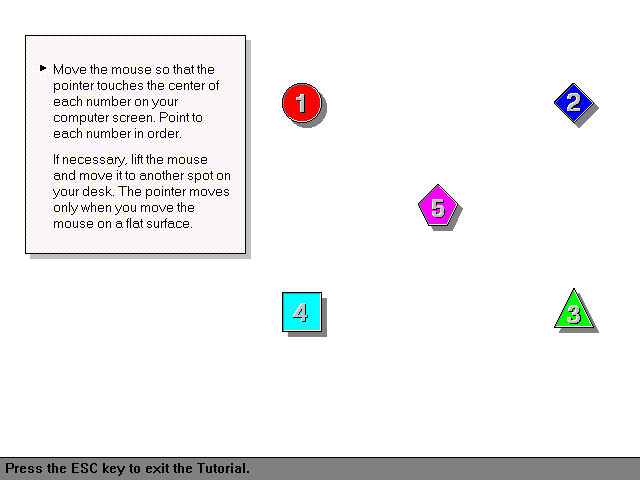 Move the mouse so that the
pointer touches the center of
each number on your
computer screen. Point to
each number in order.
If necessary, lift the mouse
and move it to another spot on
your desk. The pointer moves
only when you move the
mouse on a flat surface.
1
2
5
4
3
Press the ESC key to exit the Tutorial.